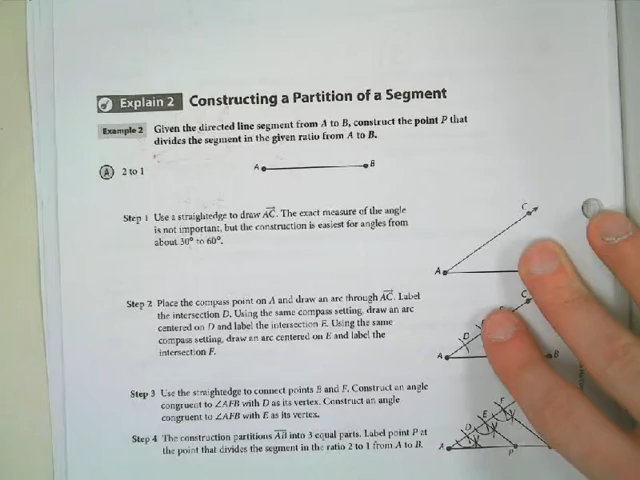 Explain 2 Constructing a Partition of a Segment
Example 2 Given the directed line segment from A to B, construct the point P that
divides the segment in the given ratio from A to B.
A 2 to 1
A B
Step 1 Use a straightedge to draw AC. The exact measure of the angle
is not important, but the construction is easiest for angles from
about 30° to 60°.
C
A
Step 2 Place the compass point on A and draw an arc through AC. Label
the intersection D. Using the same compass setting, draw an arc
centered on D and label the intersection E. Using the same
compass setting, draw an arc centered on E and label the
intersection F.
C
D
A B
Step 3 Use the straightedge to connect points B and F. Construct an angle
congruent to ∠AFB with D as its vertex. Construct an angle
congruent to ∠AFB with E as its vertex.
Step 4 The construction partitions AB into 3 equal parts. Label point P at
the point that divides the segment in the ratio 2 to 1 from A to B.
F
E
D
A P